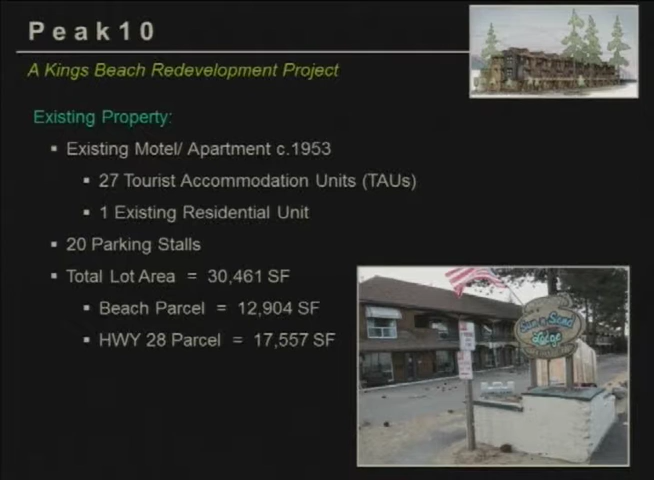 Peak10
A Kings Beach Redevelopment Project
Existing Property:
▪ Existing Motel/ Apartment c.1953
▪ 27 Tourist Accommodation Units (TAUs)
▪ 1 Existing Residential Unit
▪ 20 Parking Stalls
▪ Total Lot Area = 30,461 SF
▪ Beach Parcel = 12,904 SF
▪ HWY 28 Parcel = 17,557 SF
Sun n Sand
Lodge